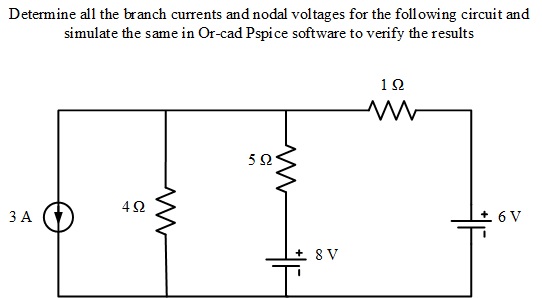 Determine all the branch currents and nodal voltages for the following circuit and
simulate the same in Or-cad Pspice software to verify the results
1 Ω
5 Ω
4 Ω
3 A
+ 6 V
+ 8 V